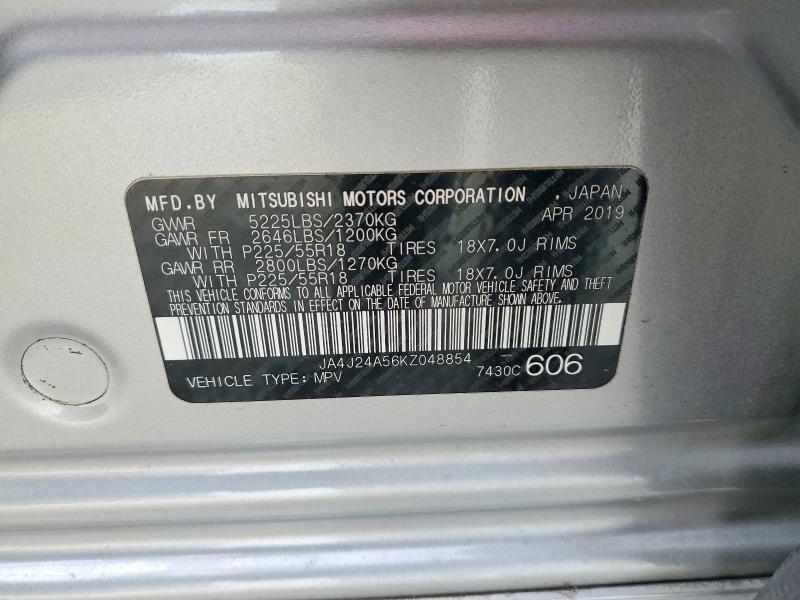 MFD.BY MITSUBISHI MOTORS CORPORATION , JAPAN
GVWR 5225LBS/2370KG APR 2019
GAWR FR 2646LBS/1200KG
WITH P225/55R18 TIRES 18X7.0J RIMS
GAWR RR 2800LBS/1270KG
WITH P225/55R18 TIRES 18X7.0J RIMS
THIS VEHICLE CONFORMS TO ALL APPLICABLE FEDERAL MOTOR VEHICLE SAFETY AND THEFT
PREVENTION STANDARDS IN EFFECT ON THE DATE OF MANUFACTURE SHOWN ABOVE.
JA4J24A56KZ048854
VEHICLE TYPE: MPV 7430C 606